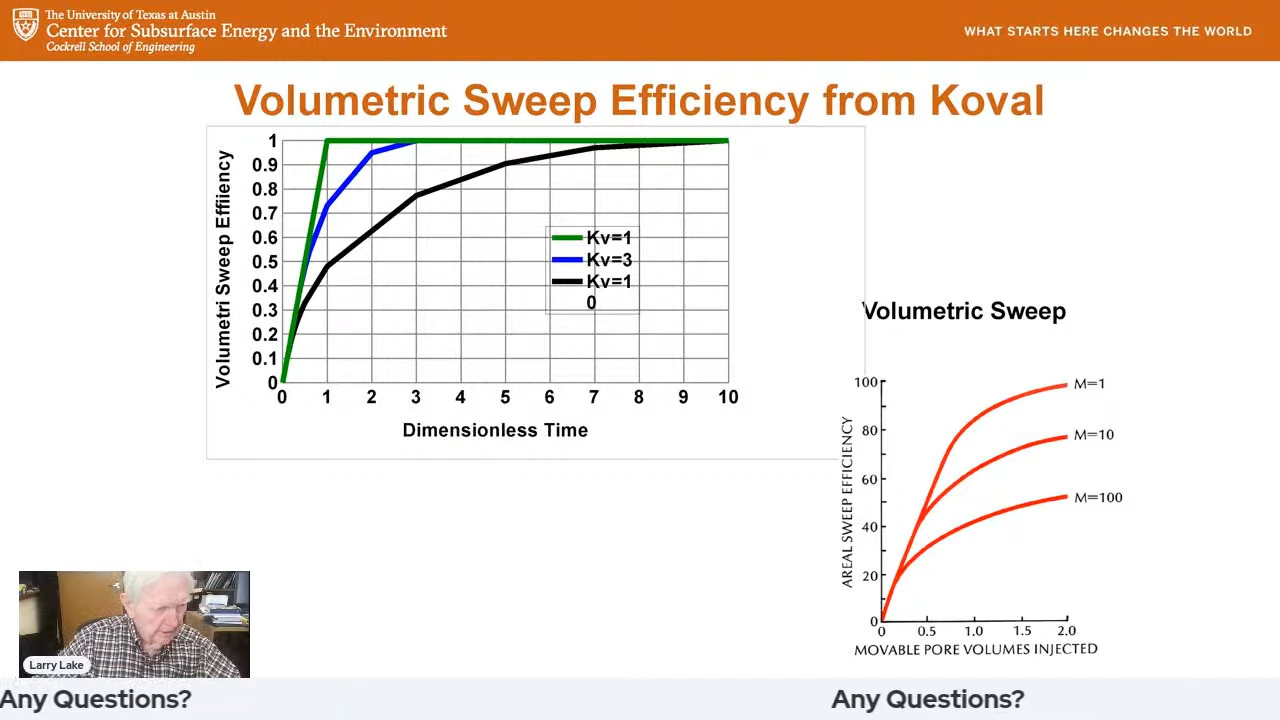 The University of Texas at Austin
Center for Subsurface Energy and the Environment
Cockrell School of Engineering
WHAT STARTS HERE CHANGES THE WORLD
Volumetric Sweep Efficiency from Koval
Volumetri Sweep Effiiency
1
0.9
0.8
0.7
0.6
0.5
0.4
0.3
0.2
0.1
0
0 1 2 3 4 5 6 7 8 9 10
Dimensionless Time
Kv=1
Kv=3
Kv=1
0
Volumetric Sweep
AREAL SWEEP EFFICIENCY
100
80
60
40
20
0
0 0.5 1.0 1.5 2.0
MOVABLE PORE VOLUMES INJECTED
M=1
M=10
M=100
Larry Lake
Any Questions?
Any Questions?